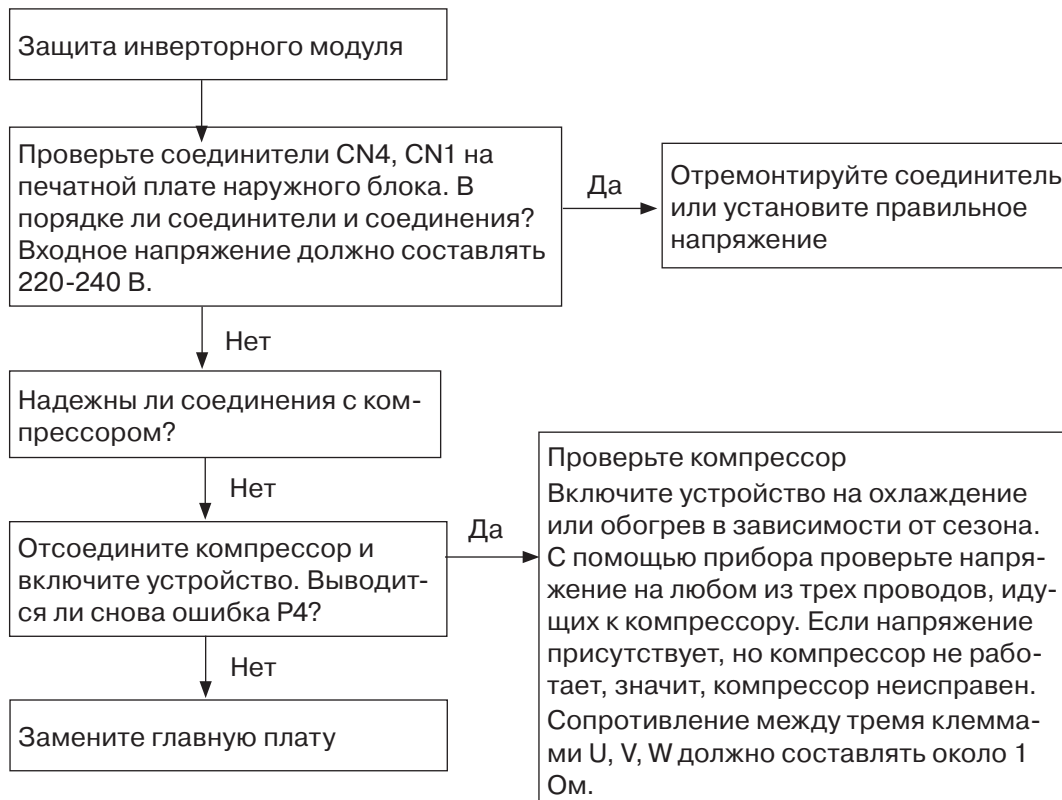 Защита инверторного модуля
Проверьте соединители CN4, CN1 на
печатной плате наружного блока. В
порядке ли соединители и соединения?
Входное напряжение должно составлять
220-240 В.
Да
Отремонтируйте соединитель
или установите правильное
напряжение
Нет
Надежны ли соединения с ком-
прессором?
Нет
Отсоедините компрессор и
включите устройство. Выводит-
ся ли снова ошибка P4?
Да
Проверьте компрессор
Включите устройство на охлаждение
или обогрев в зависимости от сезона.
С помощью прибора проверьте напря-
жение на любом из трех проводов, иду-
щих к компрессору. Если напряжение
присутствует, но компрессор не рабо-
тает, значит, компрессор неисправен.
Сопротивление между тремя клемма-
ми U, V, W должно составлять около 1
Ом.
Нет
Замените главную плату